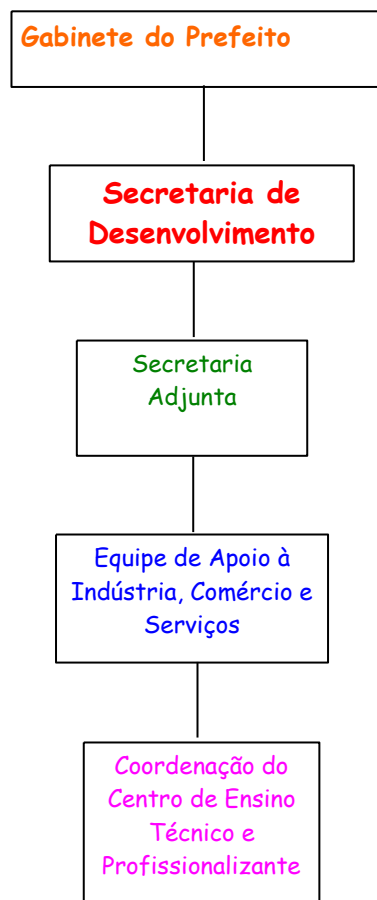 Gabinete do Prefeito
Secretaria de
Desenvolvimento
Secretaria
Adjunta
Equipe de Apoio à
Indústria, Comércio e
Serviços
Coordenação do
Centro de Ensino
Técnico e
Profissionalizante